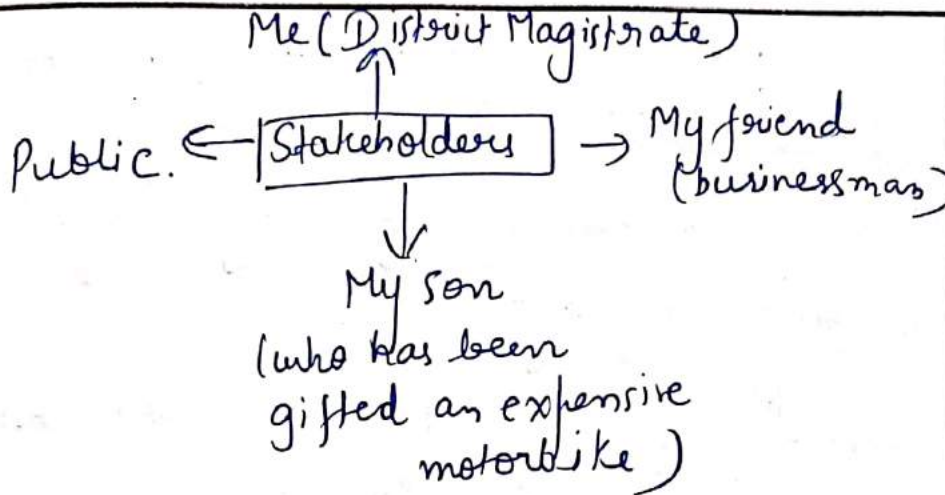 Me (District Magistrate)
Public. ← Stakeholders → My friend
(businessman)
My son
(who has been
gifted an expensive
motorbike)